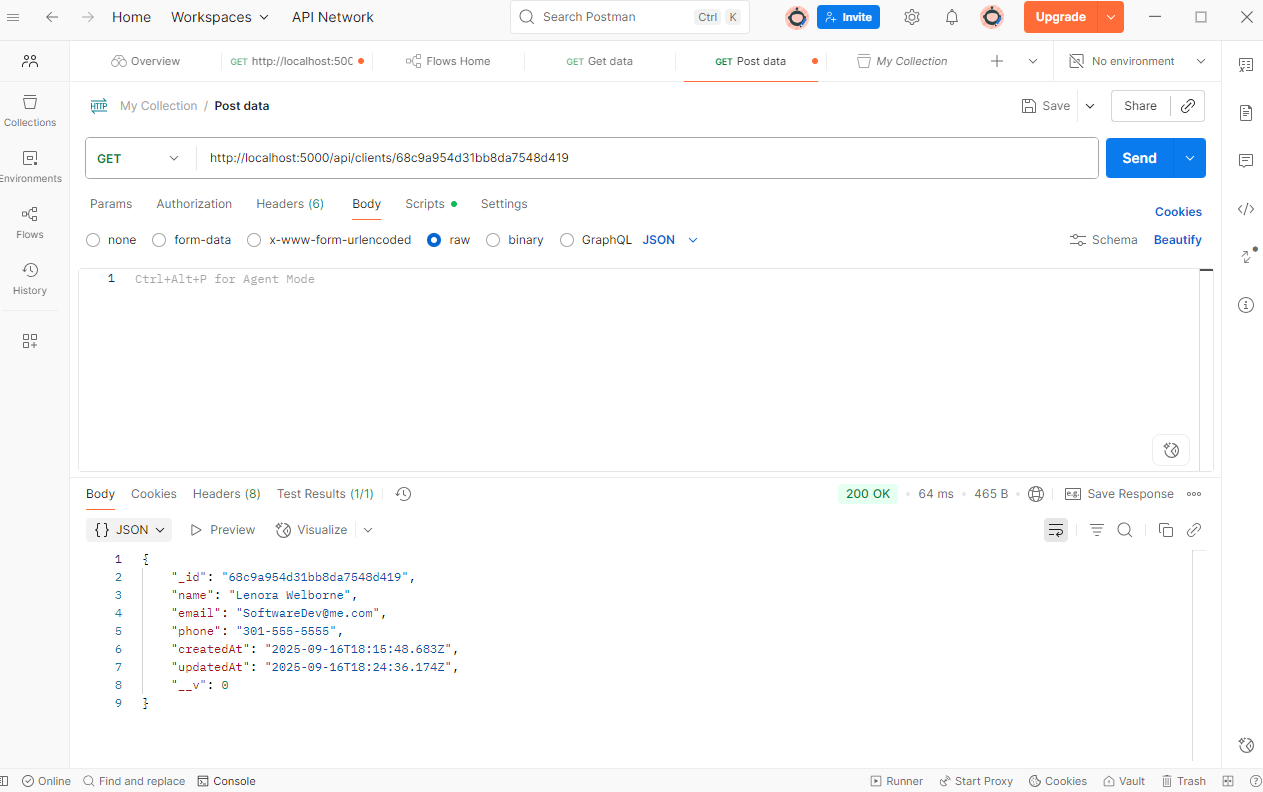 Home Workspaces API Network Search Postman Ctrl K Invite Upgrade
Overview GET http://localhost:500 Flows Home GET Get data GET Post data My Collection No environment
HTTP My Collection / Post data Save Share
Collections
GET http://localhost:5000/api/clients/68c9a954d31bb8da7548d419 Send
Environments
Params Authorization Headers (6) Body Scripts Settings Cookies
Flows
none form-data x-www-form-urlencoded raw binary GraphQL JSON Schema Beautify
History
1 Ctrl+Alt+P for Agent Mode
Body Cookies Headers (8) Test Results (1/1) 200 OK 64 ms 465 B e.g. Save Response
{} JSON Preview Visualize
1 {
2 "_id": "68c9a954d31bb8da7548d419",
3 "name": "Lenora Welborne",
4 "email": "SoftwareDev@me.com",
5 "phone": "301-555-5555",
6 "createdAt": "2025-09-16T18:15:48.683Z",
7 "updatedAt": "2025-09-16T18:24:36.174Z",
8 "__v": 0
9 }
Online Find and replace Console Runner Start Proxy Cookies Vault Trash